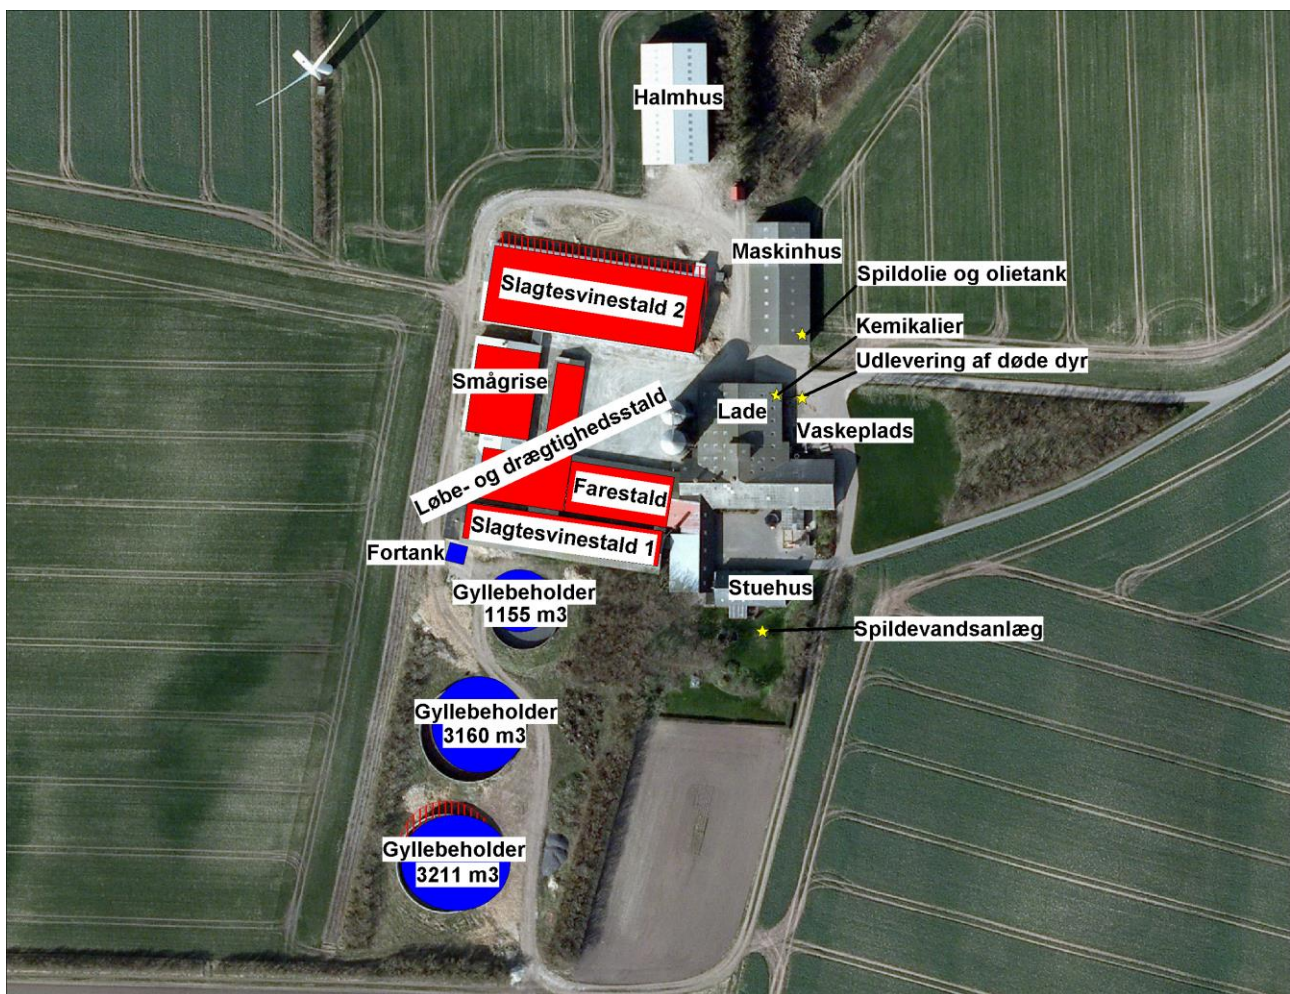 Halmhus
Maskinhus
Spildolie og olietank
Slagtesvinestald 2
Kemikalier
Udlevering af døde dyr
Smågrise
Lade
Vaskeplads
Løbe- og drægtighedsstald
Farestald
Slagtesvinestald 1
Fortank
Gyllebeholder
1155 m3
Stuehus
Spildevandsanlæg
Gyllebeholder
3160 m3
Gyllebeholder
3211 m3